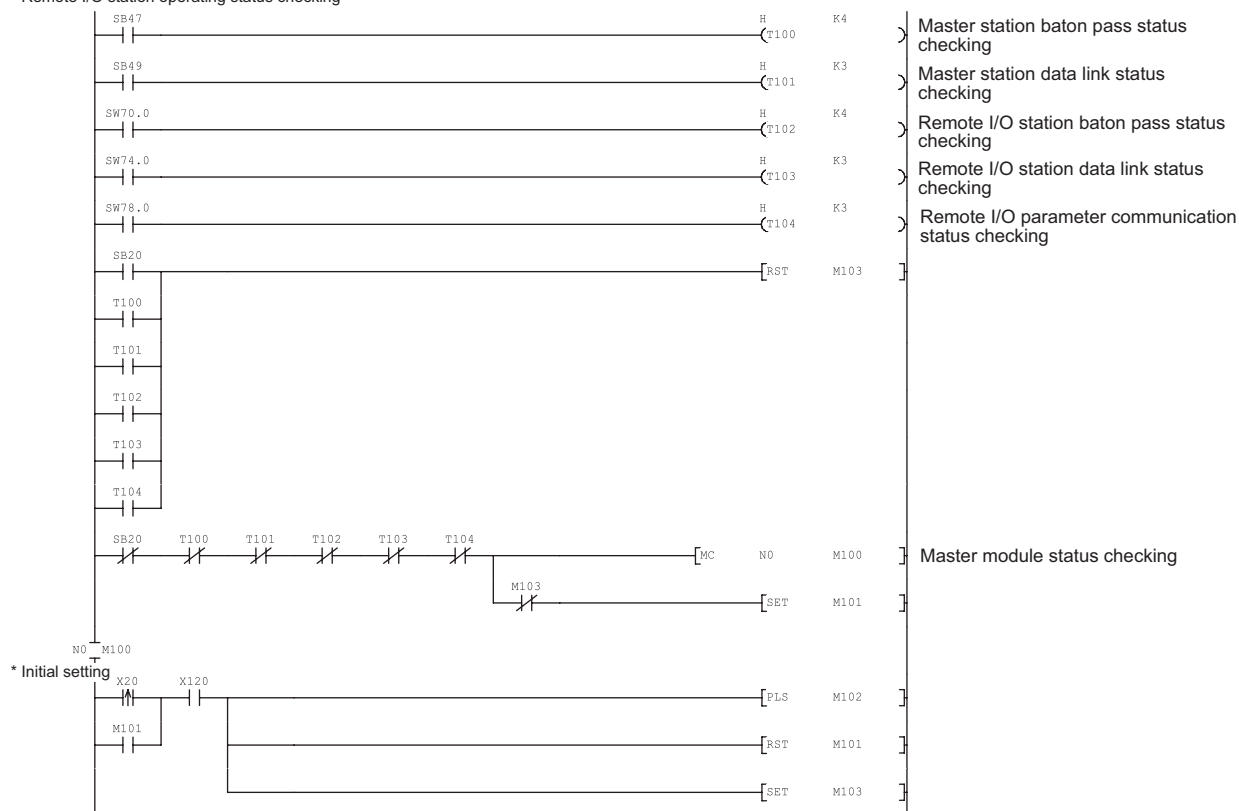 Remote I/O station operating status checking
SB47 H K4
T100 Master station baton pass status
checking
SB49 H K3
T101 Master station data link status
checking
SW70.0 H K4
T102 Remote I/O station baton pass status
checking
SW74.0 H K3
T103 Remote I/O station data link status
checking
SW78.0 H K3
T104 Remote I/O parameter communication
status checking
SB20
RST M103
T100
T101
T102
T103
T104
SB20 T100 T101 T102 T103 T104
MC N0 M100 Master module status checking
M103
SET M101
N0 M100
* Initial setting
X20 X120
PLS M102
M101
RST M101
SET M103